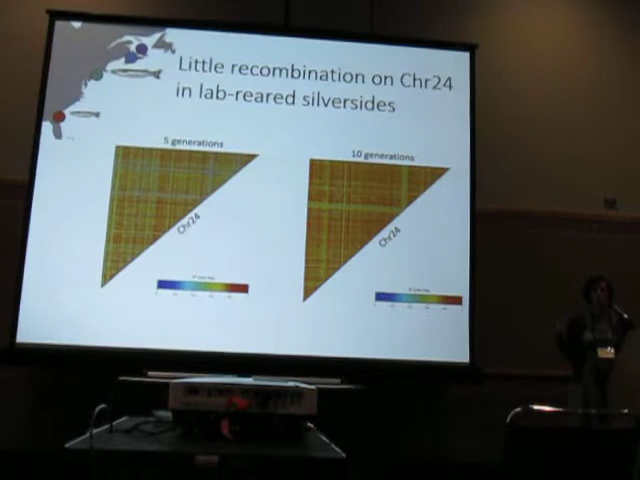 Little recombination on Chr24
in lab-reared silversides
5 generations
10 generations
Chr24
Chr24